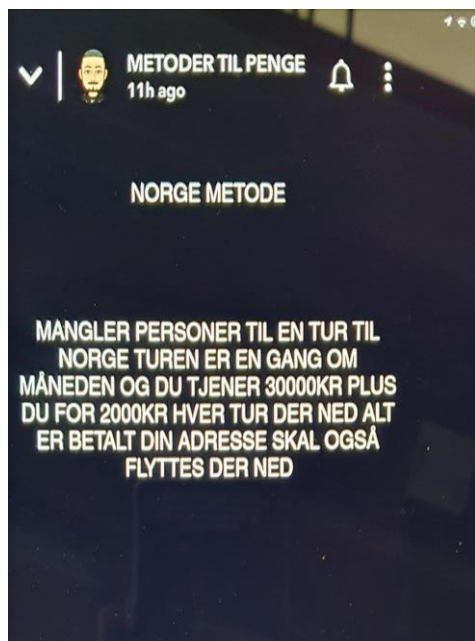 METODER TIL PENGE
11h ago
NORGE METODE
MANGLER PERSONER TIL EN TUR TIL
NORGE TUREN ER EN GANG OM
MÅNEDEN OG DU TJENER 30000KR PLUS
DU FOR 2000KR HVER TUR DER NED ALT
ER BETALT DIN ADRESSE SKAL OGSÅ
FLYTTES DER NED